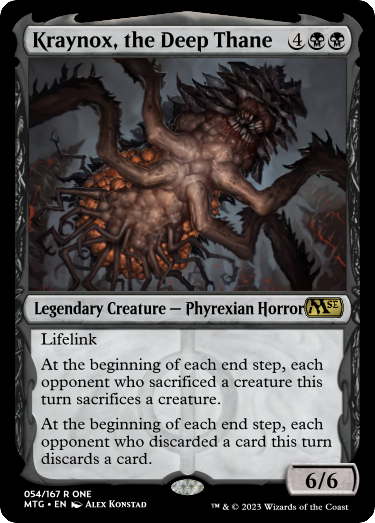 Kraynox, the Deep Thane 4
Legendary Creature — Phyrexian Horror MSE
Lifelink
At the beginning of each end step, each
opponent who sacrificed a creature this
turn sacrifices a creature.
At the beginning of each end step, each
opponent who discarded a card this turn
discards a card.
6/6
054/167 R ONE
MTG • EN Alex Konstad
™ & © 2023 Wizards of the Coast